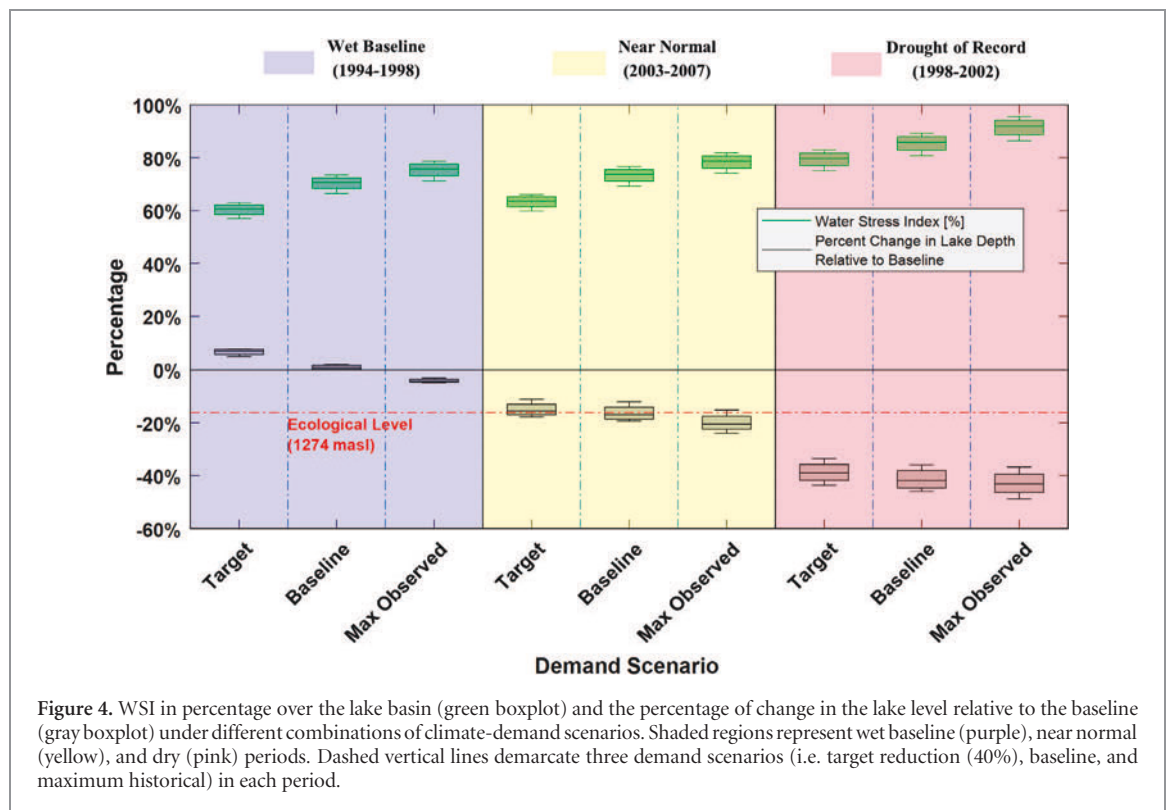 Wet Baseline
(1994-1998)
Near Normal
(2003-2007)
Drought of Record
(1998-2002)
100%
80%
60%
40%
20%
0%
-20%
-40%
-60%
Percentage
Water Stress Index [%]
Percent Change in Lake Depth
Relative to Baseline
Ecological Level
(1274 masl)
Target
Baseline
Max Observed
Target
Baseline
Max Observed
Target
Baseline
Max Observed
Demand Scenario
Figure 4. WSI in percentage over the lake basin (green boxplot) and the percentage of change in the lake level relative to the baseline
(gray boxplot) under different combinations of climate-demand scenarios. Shaded regions represent wet baseline (purple), near normal
(yellow), and dry (pink) periods. Dashed vertical lines demarcate three demand scenarios (i.e. target reduction (40%), baseline, and
maximum historical) in each period.